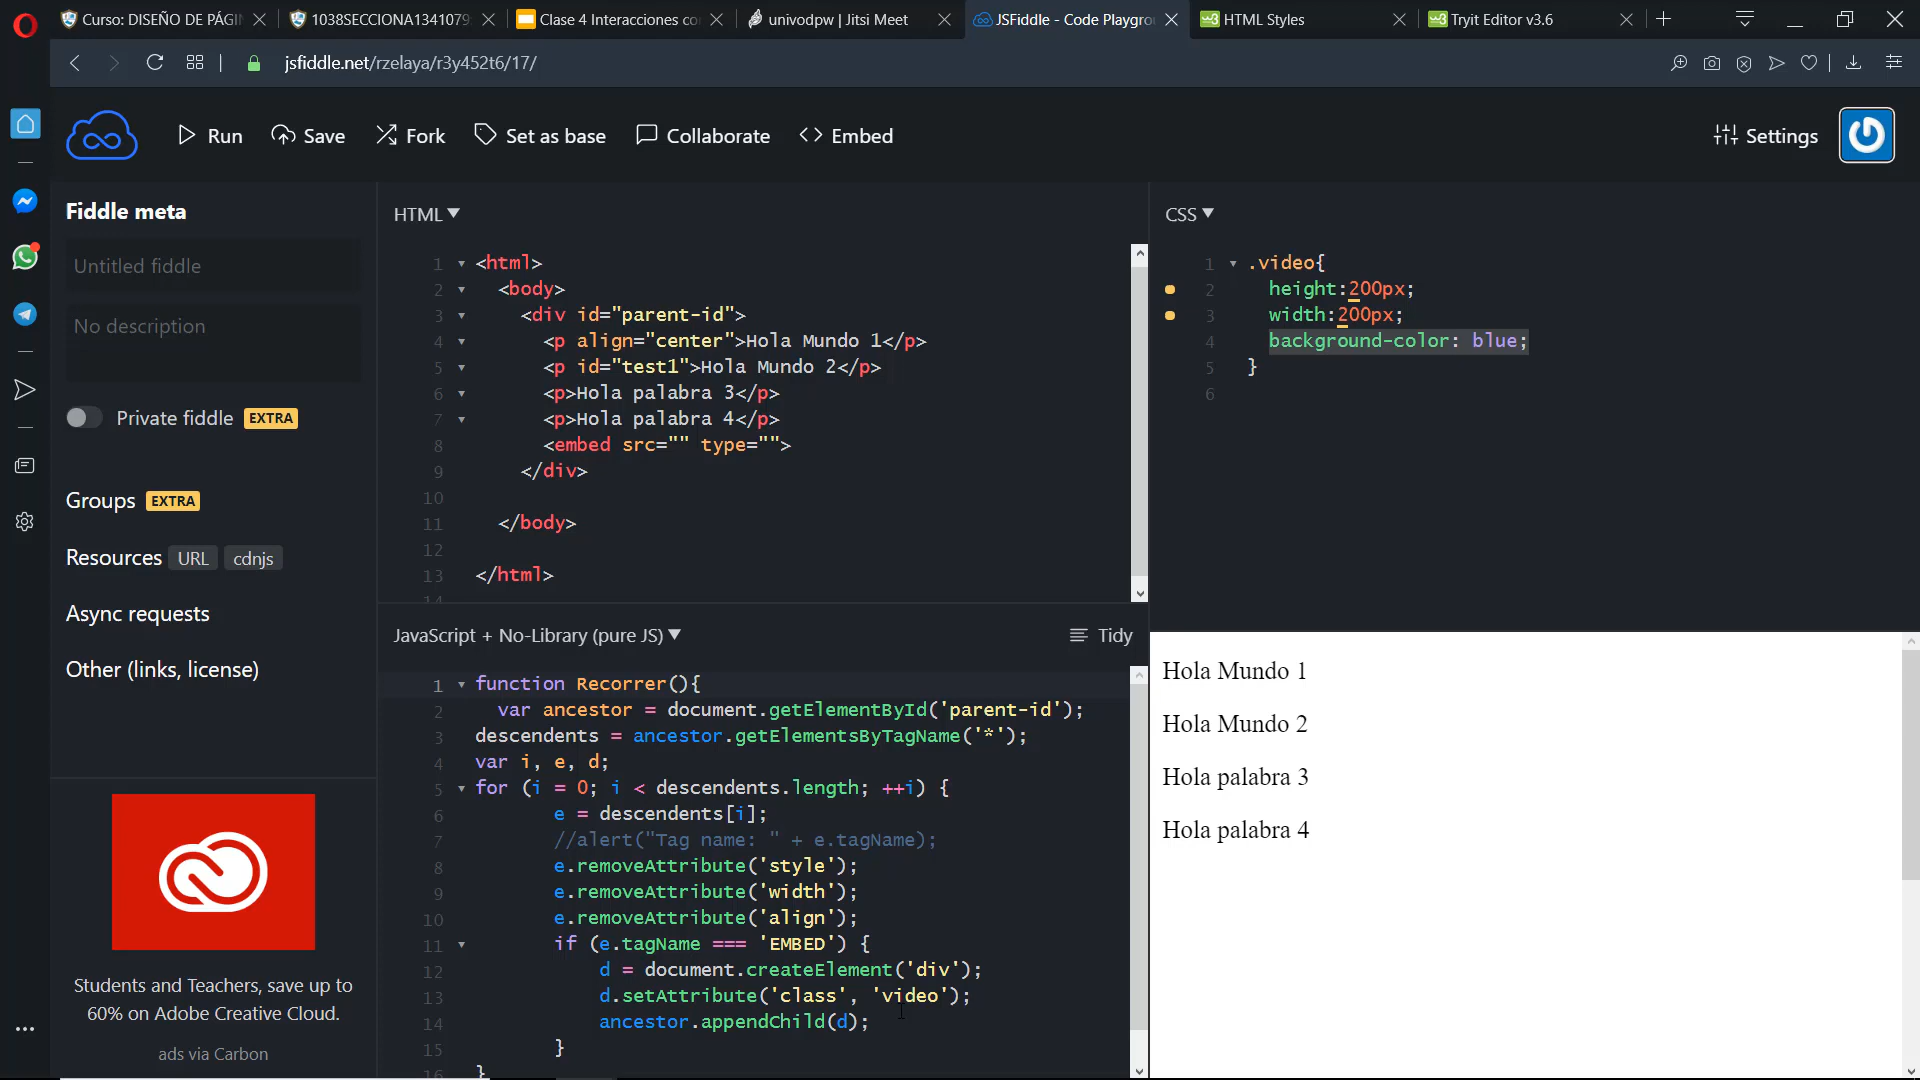 Curso: DISEÑO DE PÁGI
1038SECCIONA1341079
Clase 4 Interacciones co
univodpw | Jitsi Meet
JSFiddle - Code Playgro
HTML Styles
Tryit Editor v3.6
jsfiddle.net/rzelaya/r3y452t6/17/
Run
Save
Fork
Set as base
Collaborate
Embed
Settings
Fiddle meta
Untitled fiddle
No description
Private fiddle EXTRA
Groups EXTRA
Resources URL cdnjs
Async requests
Other (links, license)
Students and Teachers, save up to
60% on Adobe Creative Cloud.
ads via Carbon
HTML
1 <html>
2 <body>
3 <div id="parent-id">
4 <p align="center">Hola Mundo 1</p>
5 <p id="test1">Hola Mundo 2</p>
6 <p>Hola palabra 3</p>
7 <p>Hola palabra 4</p>
8 <embed src="" type="">
9 </div>
10
11 </body>
12
13 </html>
14
CSS
1 .video{
2 height:200px;
3 width:200px;
4 background-color: blue;
5 }
6
JavaScript + No-Library (pure JS)
Tidy
1 function Recorrer(){
2 var ancestor = document.getElementById('parent-id');
3 descendents = ancestor.getElementsByTagName('*');
4 var i, e, d;
5 for (i = 0; i < descendents.length; ++i) {
6 e = descendents[i];
7 //alert("Tag name: " + e.tagName);
8 e.removeAttribute('style');
9 e.removeAttribute('width');
10 e.removeAttribute('align');
11 if (e.tagName === 'EMBED') {
12 d = document.createElement('div');
13 d.setAttribute('class', 'video');
14 ancestor.appendChild(d);
15 }
16 }
Hola Mundo 1
Hola Mundo 2
Hola palabra 3
Hola palabra 4